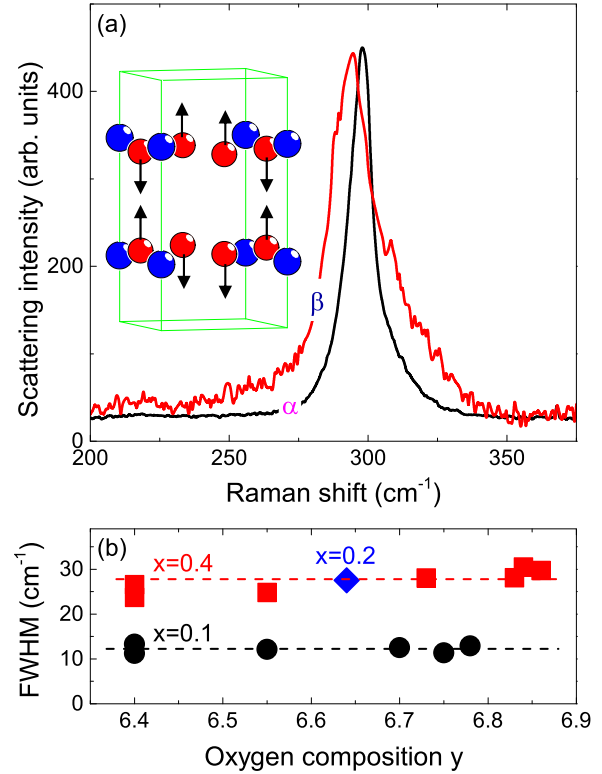 (a)
400
200
0
Scattering intensity (arb. units)
β
α
200
250
300
350
Raman shift (cm⁻¹)
(b)
x=0.4
x=0.2
x=0.1
30
20
10
0
FWHM (cm⁻¹)
6.4
6.5
6.6
6.7
6.8
6.9
Oxygen composition y